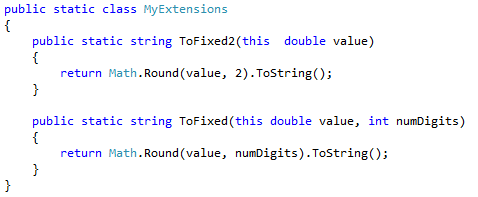 public static class MyExtensions
{
    public static string ToFixed2(this  double value)
    {
        return Math.Round(value, 2).ToString();
    }

    public static string ToFixed(this double value, int numDigits)
    {
        return Math.Round(value, numDigits).ToString();
    }
}